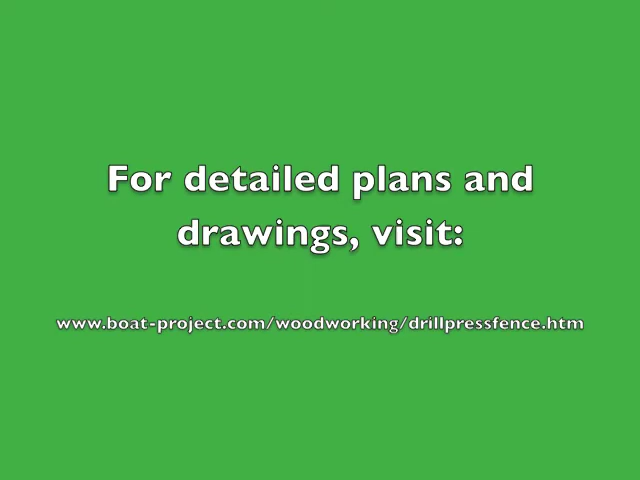 For detailed plans and
drawings, visit:
www.boat-project.com/woodworking/drillpressfence.htm